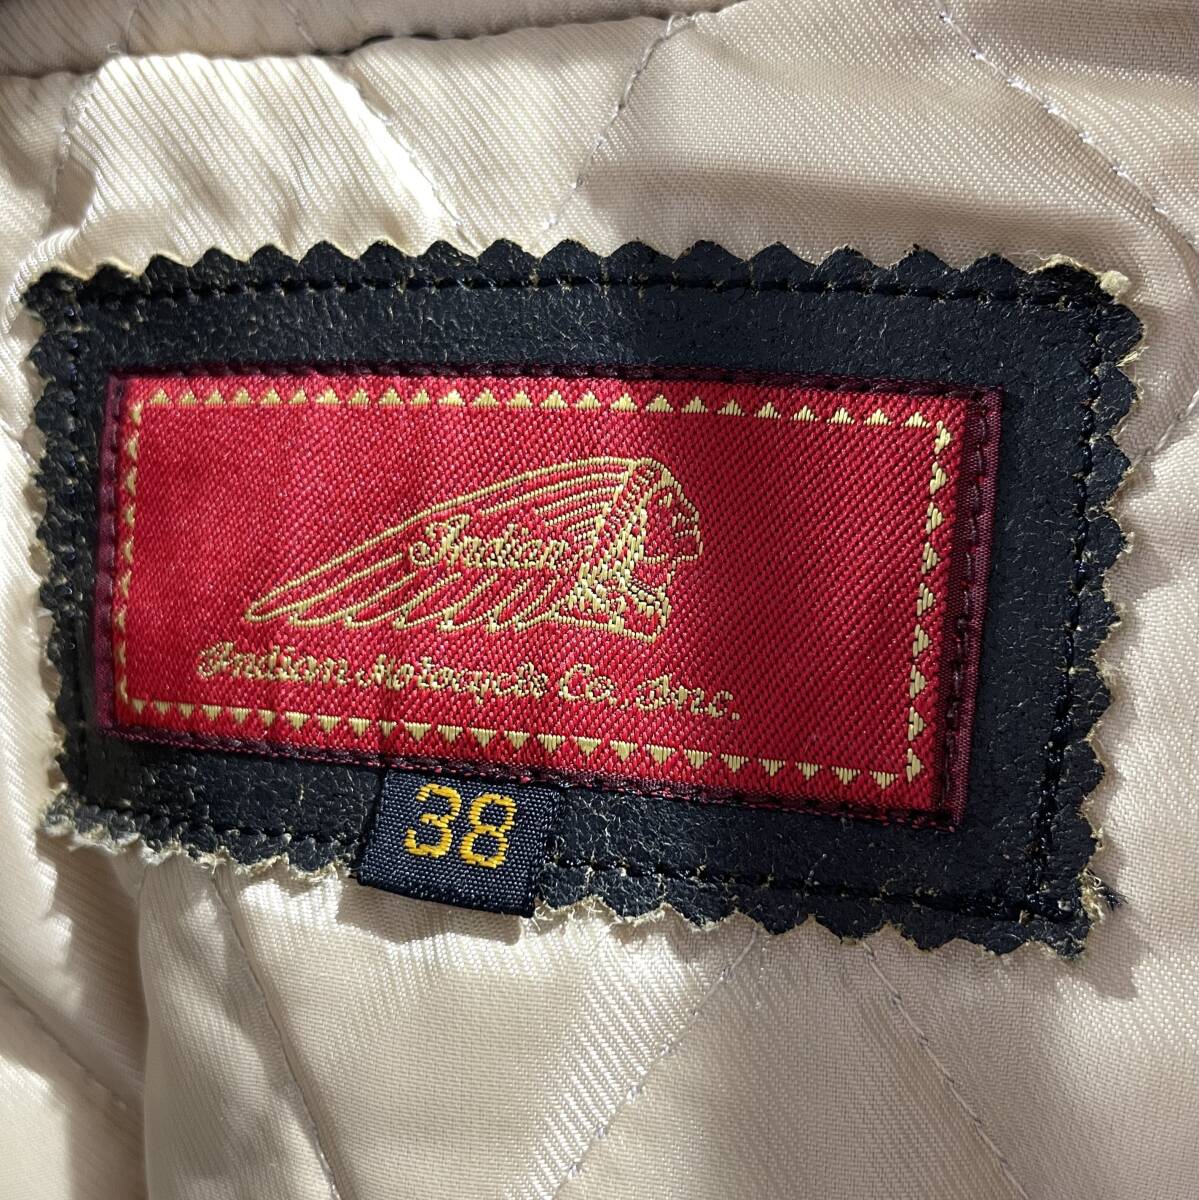 Indian
Indian Motocycle Co., Inc.
38